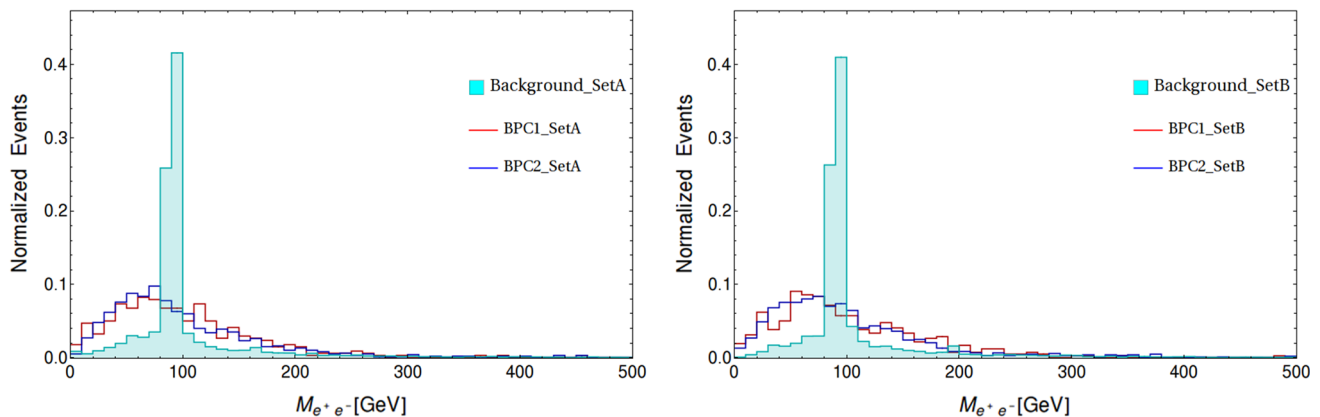 Normalized Events
0.4
0.3
0.2
0.1
0.0
Background_SetA
BPC1_SetA
BPC2_SetA
0 100 200 300 400 500
M e+ e- [GeV]
Normalized Events
0.4
0.3
0.2
0.1
0.0
Background_SetB
BPC1_SetB
BPC2_SetB
0 100 200 300 400 500
M e+ e- [GeV]